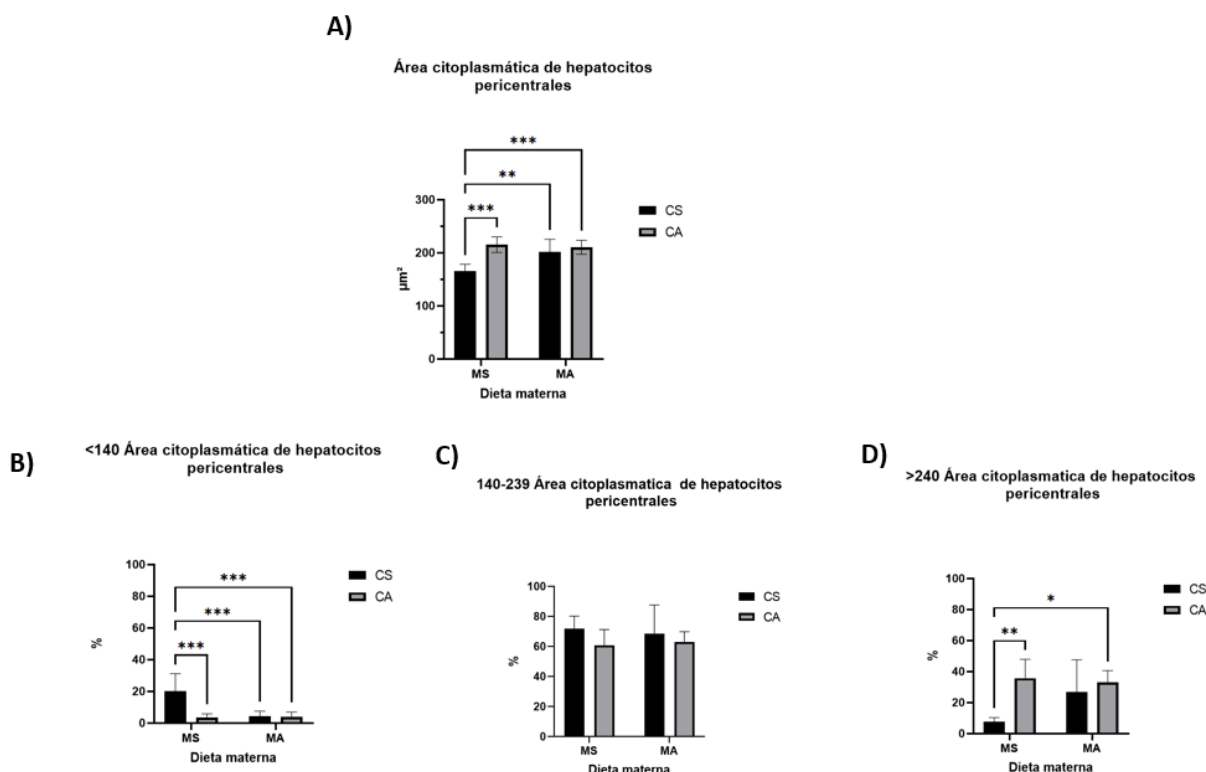 A)
Área citoplasmática de hepatocitos
pericentrales
***
**
***
300
200
100
0
µm²
CS
CA
MS
MA
Dieta materna
B)
<140 Área citoplasmática de hepatocitos
pericentrales
100
80
60
40
20
0
%
***
***
***
CS
CA
MS
MA
Dieta materna
C)
140-239 Área citoplasmatica de hepatocitos
pericentrales
100
80
60
40
20
0
%
CS
CA
MS
MA
Dieta materna
D)
>240 Área citoplasmatica de hepatocitos
pericentrales
100
80
60
40
20
0
%
*
**
CS
CA
MS
MA
Dieta materna